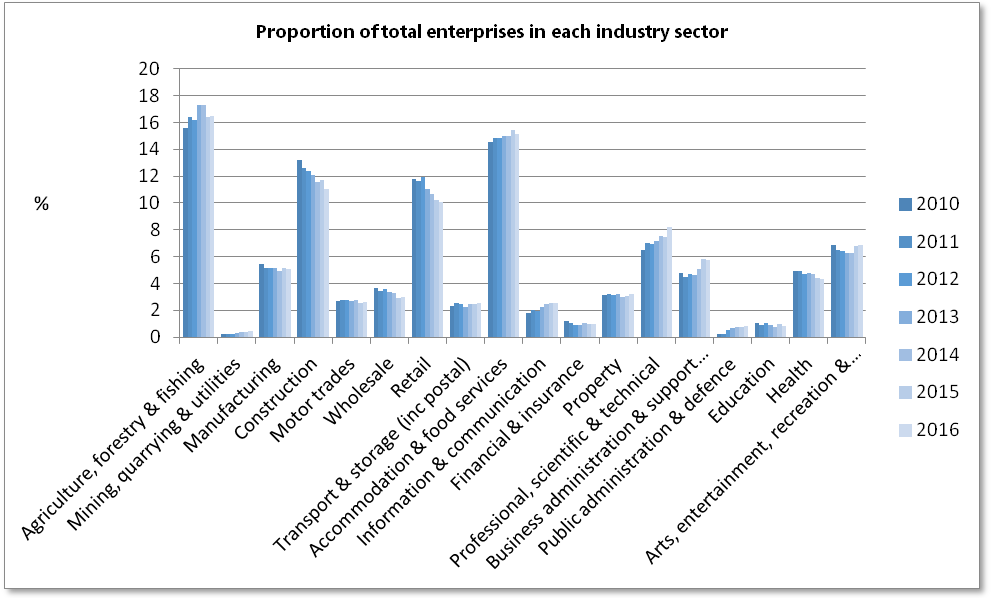 Proportion of total enterprises in each industry sector
20
18
16
14
12
10
8
6
4
2
0
%
Agriculture, forestry & fishing
Mining, quarrying & utilities
Manufacturing
Construction
Motor trades
Wholesale
Retail
Transport & storage (inc postal)
Accommodation & food services
Information & communication
Financial & insurance
Property
Professional, scientific & technical
Business administration & support...
Public administration & defence
Education
Health
Arts, entertainment, recreation &...
2010
2011
2012
2013
2014
2015
2016